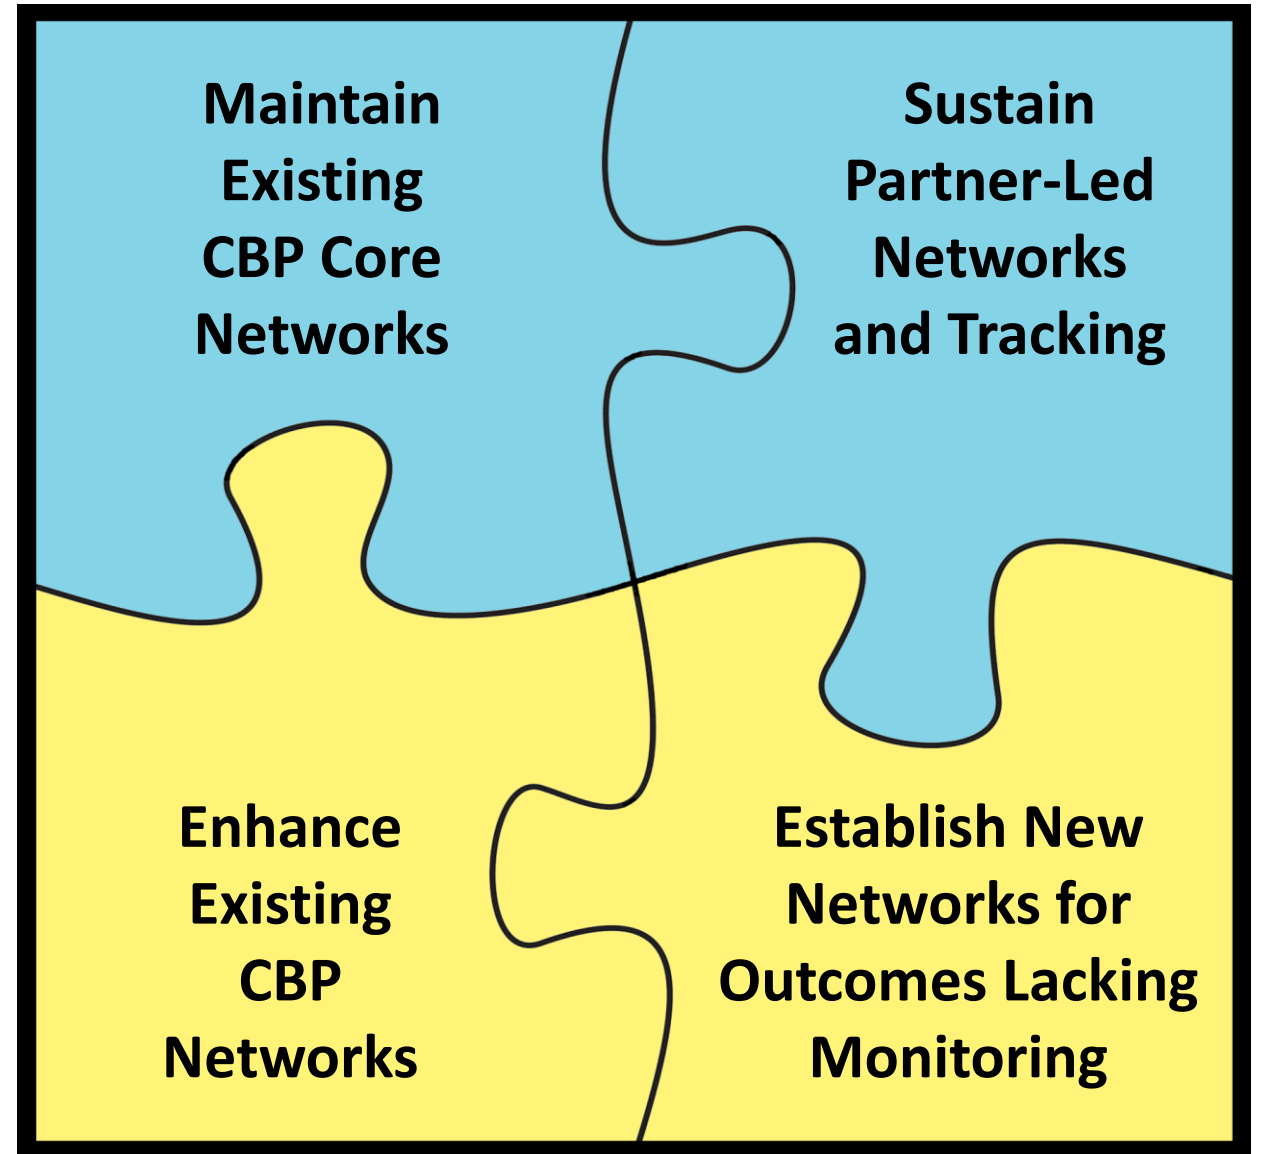 Maintain
Existing
CBP Core
Networks
Sustain
Partner-Led
Networks
and Tracking
Enhance
Existing
CBP
Networks
Establish New
Networks for
Outcomes Lacking
Monitoring